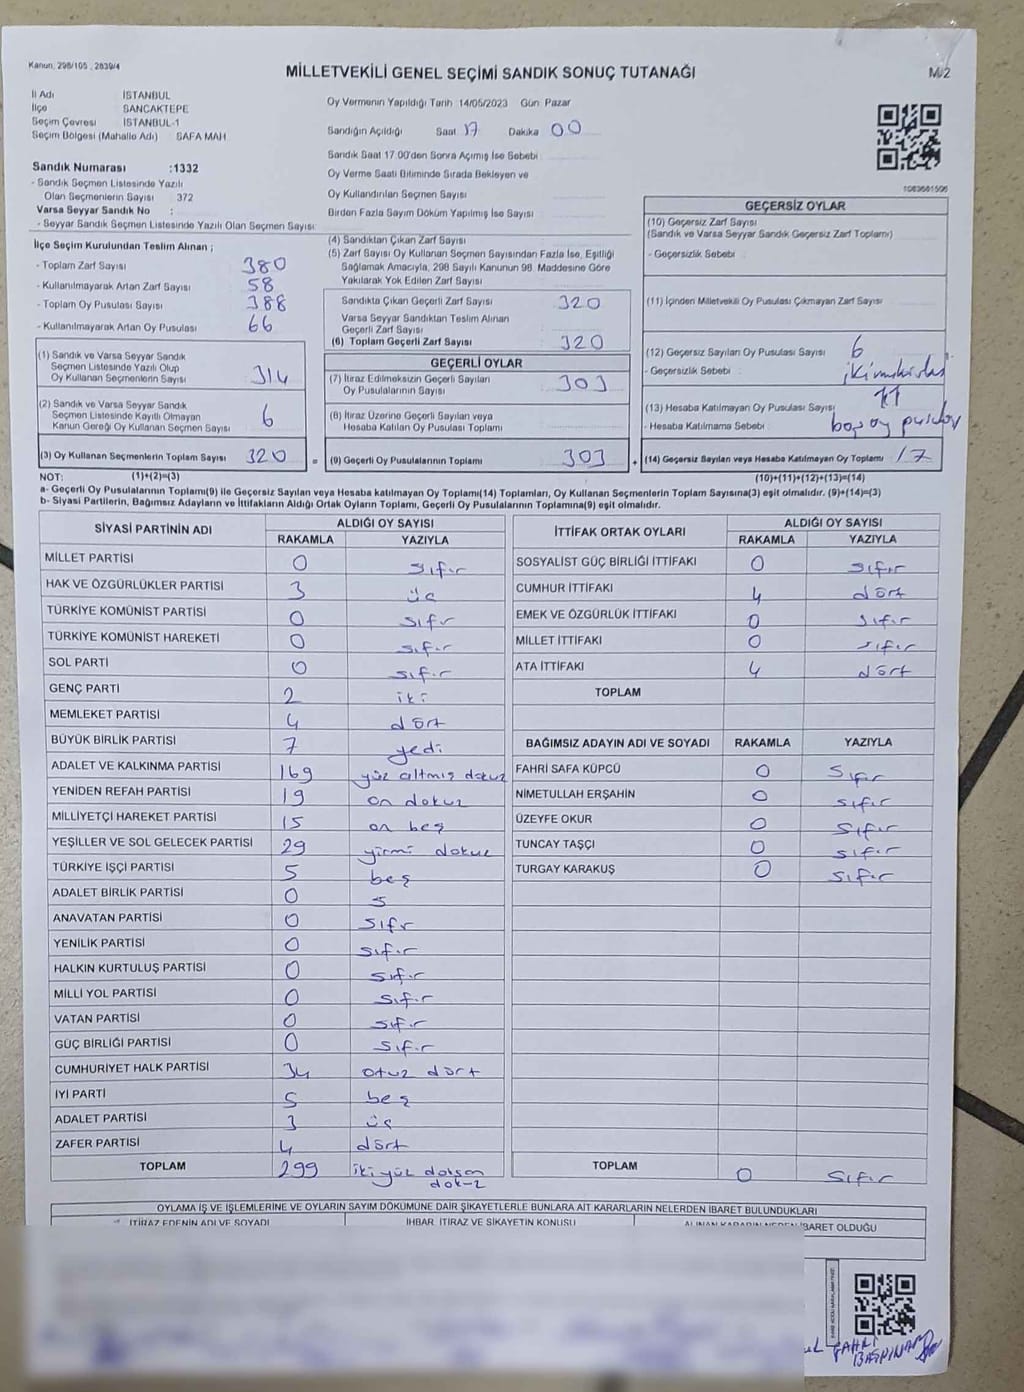 Kanun, 298/105 , 2839/4
MİLLETVEKİLİ GENEL SEÇİMİ SANDIK SONUÇ TUTANAĞI
M/2
İl Adı İSTANBUL
İlçe SANCAKTEPE
Seçim Çevresi İSTANBUL-1
Seçim Bölgesi (Mahalle Adı) SAFA MAH
Sandık Numarası :1332
- Sandık Seçmen Listesinde Yazılı
Olan Seçmenlerin Sayısı 372
Varsa Seyyar Sandık No :
- Seyyar Sandık Seçmen Listesinde Yazılı Olan Seçmen Sayısı:
İlçe Seçim Kurulundan Teslim Alınan ;
- Toplam Zarf Sayısı 380
- Kullanılmayarak Artan Zarf Sayısı 58
- Toplam Oy Pusulası Sayısı 388
- Kullanılmayarak Artan Oy Pusulası 66
(1) Sandık ve Varsa Seyyar Sandık
Seçmen Listesinde Yazılı Olup
Oy Kullanan Seçmenlerin Sayısı 314
(2) Sandık ve Varsa Seyyar Sandık
Seçmen Listesinde Kayıtlı Olmayan
Kanun Gereği Oy Kullanan Seçmen Sayısı 6
(3) Oy Kullanan Seçmenlerin Toplam Sayısı 320 =
Oy Vermenin Yapıldığı Tarih 14/05/2023 Gün: Pazar
Sandığın Açıldığı Saat 17 Dakika 00
Sandık Saat 17:00'den Sonra Açılmış İse Sebebi
Oy Verme Saati Bitiminde Sırada Bekleyen ve
Oy Kullandırılan Seçmen Sayısı
Birden Fazla Sayım Döküm Yapılmış İse Sayısı
(4) Sandıktan Çıkan Zarf Sayısı
(5) Zarf Sayısı Oy Kullanan Seçmen Sayısından Fazla İse, Eşitliği
Sağlamak Amacıyla, 298 Sayılı Kanunun 98. Maddesine Göre
Yakılarak Yok Edilen Zarf Sayısı
Sandıkta Çıkan Geçerli Zarf Sayısı 320
Varsa Seyyar Sandıktan Teslim Alınan
Geçerli Zarf Sayısı
(6) Toplam Geçerli Zarf Sayısı 320
GEÇERLİ OYLAR
(7) İtiraz Edilmeksizin Geçerli Sayılan
Oy Pusulalarının Sayısı 303
(8) İtiraz Üzerine Geçerli Sayılan veya
Hesaba Katılan Oy Pusulası Toplamı
(9) Geçerli Oy Pusulalarının Toplamı 303 +
1083681506
GEÇERSİZ OYLAR
(10) Geçersiz Zarf Sayısı
(Sandık ve Varsa Seyyar Sandık Geçersiz Zarf Toplamı)
- Geçersizlik Sebebi
(11) İçinden Milletvekili Oy Pusulası Çıkmayan Zarf Sayısı
(12) Geçersiz Sayılan Oy Pusulası Sayısı 6
- Geçersizlik Sebebi :
(13) Hesaba Katılmayan Oy Pusulası Sayısı 11
- Hesaba Katılmama Sebebi boş oy
(14) Geçersiz Sayılan veya Hesaba Katılmayan Oy Toplamı 17
NOT: (1)+(2)=(3) (10)+(11)+(12)+(13)=(14)
a- Geçerli Oy Pusulalarının Toplamı(9) ile Geçersiz Sayılan veya Hesaba katılmayan Oy Toplamı(14) Toplamları, Oy Kullanan Seçmenlerin Toplam Sayısına(3) eşit olmalıdır. (9)+(14)=(3)
b- Siyasi Partilerin, Bağımsız Adayların ve İttifakların Aldığı Ortak Oyların Toplamı, Geçerli Oy Pusulalarının Toplamına(9) eşit olmalıdır.
SİYASİ PARTİNİN ADI ALDIĞI OY SAYISI
RAKAMLA YAZIYLA
MİLLET PARTİSİ 0 sıfır
HAK VE ÖZGÜRLÜKLER PARTİSİ 3 üç
TÜRKİYE KOMÜNİST PARTİSİ 0 sıfır
TÜRKİYE KOMÜNİST HAREKETİ 0 sıfır
SOL PARTİ 0 sıfır
GENÇ PARTİ 2 iki
MEMLEKET PARTİSİ 4 dört
BÜYÜK BİRLİK PARTİSİ 7 yedi
ADALET VE KALKINMA PARTİSİ 169 yüz altmış dokuz
YENİDEN REFAH PARTİSİ 19 on dokuz
MİLLİYETÇİ HAREKET PARTİSİ 15 on beş
YEŞİLLER VE SOL GELECEK PARTİSİ 29 yirmi dokuz
TÜRKİYE İŞÇİ PARTİSİ 5 beş
ADALET BİRLİK PARTİSİ 0 s
ANAVATAN PARTİSİ 0 sıfır
YENİLİK PARTİSİ 0 sıfır
HALKIN KURTULUŞ PARTİSİ 0 sıfır
MİLLİ YOL PARTİSİ 0 sıfır
VATAN PARTİSİ 0 sıfır
GÜÇ BİRLİĞİ PARTİSİ 0 sıfır
CUMHURİYET HALK PARTİSİ 34 otuz dört
İYİ PARTİ 5 beş
ADALET PARTİSİ 3 üç
ZAFER PARTİSİ 4 dört
TOPLAM 299 iki yüz doksan
dokuz
İTTİFAK ORTAK OYLARI ALDIĞI OY SAYISI
RAKAMLA YAZIYLA
SOSYALİST GÜÇ BİRLİĞİ İTTİFAKI 0 sıfır
CUMHUR İTTİFAKI 4 dört
EMEK VE ÖZGÜRLÜK İTTİFAKI 0 sıfır
MİLLET İTTİFAKI 0 sıfır
ATA İTTİFAKI 4 dört
TOPLAM
BAĞIMSIZ ADAYIN ADI VE SOYADI RAKAMLA YAZIYLA
FAHRİ SAFA KÜPCÜ 0 sıfır
NİMETULLAH ERŞAHİN 0 sıfır
ÜZEYFE OKUR 0 sıfır
TUNCAY TAŞÇI 0 sıfır
TURGAY KARAKUŞ 0 sıfır
TOPLAM 0 sıfır
OYLAMA İŞ VE İŞLEMLERİNE VE OYLARIN SAYIM DÖKÜMÜNE DAİR ŞİKAYETLERLE BUNLARA AİT KARARLARIN NELERDEN İBARET BULUNDUKLARI
İTİRAZ EDENİN ADI VE SOYADI İHBAR, İTİRAZ VE ŞİKAYETİN KONUSU ALINAN KARARIN NEDEN İBARET OLDUĞU
FAHRİ
BAŞPINAR